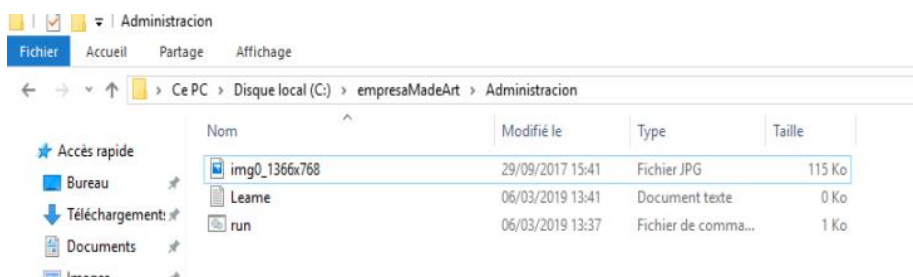 Administracion
Fichier Accueil Partage Affichage
Ce PC > Disque local (C:) > empresaMadeArt > Administracion
Nom Modifié le Type Taille
Accès rapide
img0_1366x768 29/09/2017 15:41 Fichier JPG 115 Ko
Bureau
Leame 06/03/2019 13:41 Document texte 0 Ko
Téléchargement:
run 06/03/2019 13:37 Fichier de comma... 1 Ko
Documents
Images